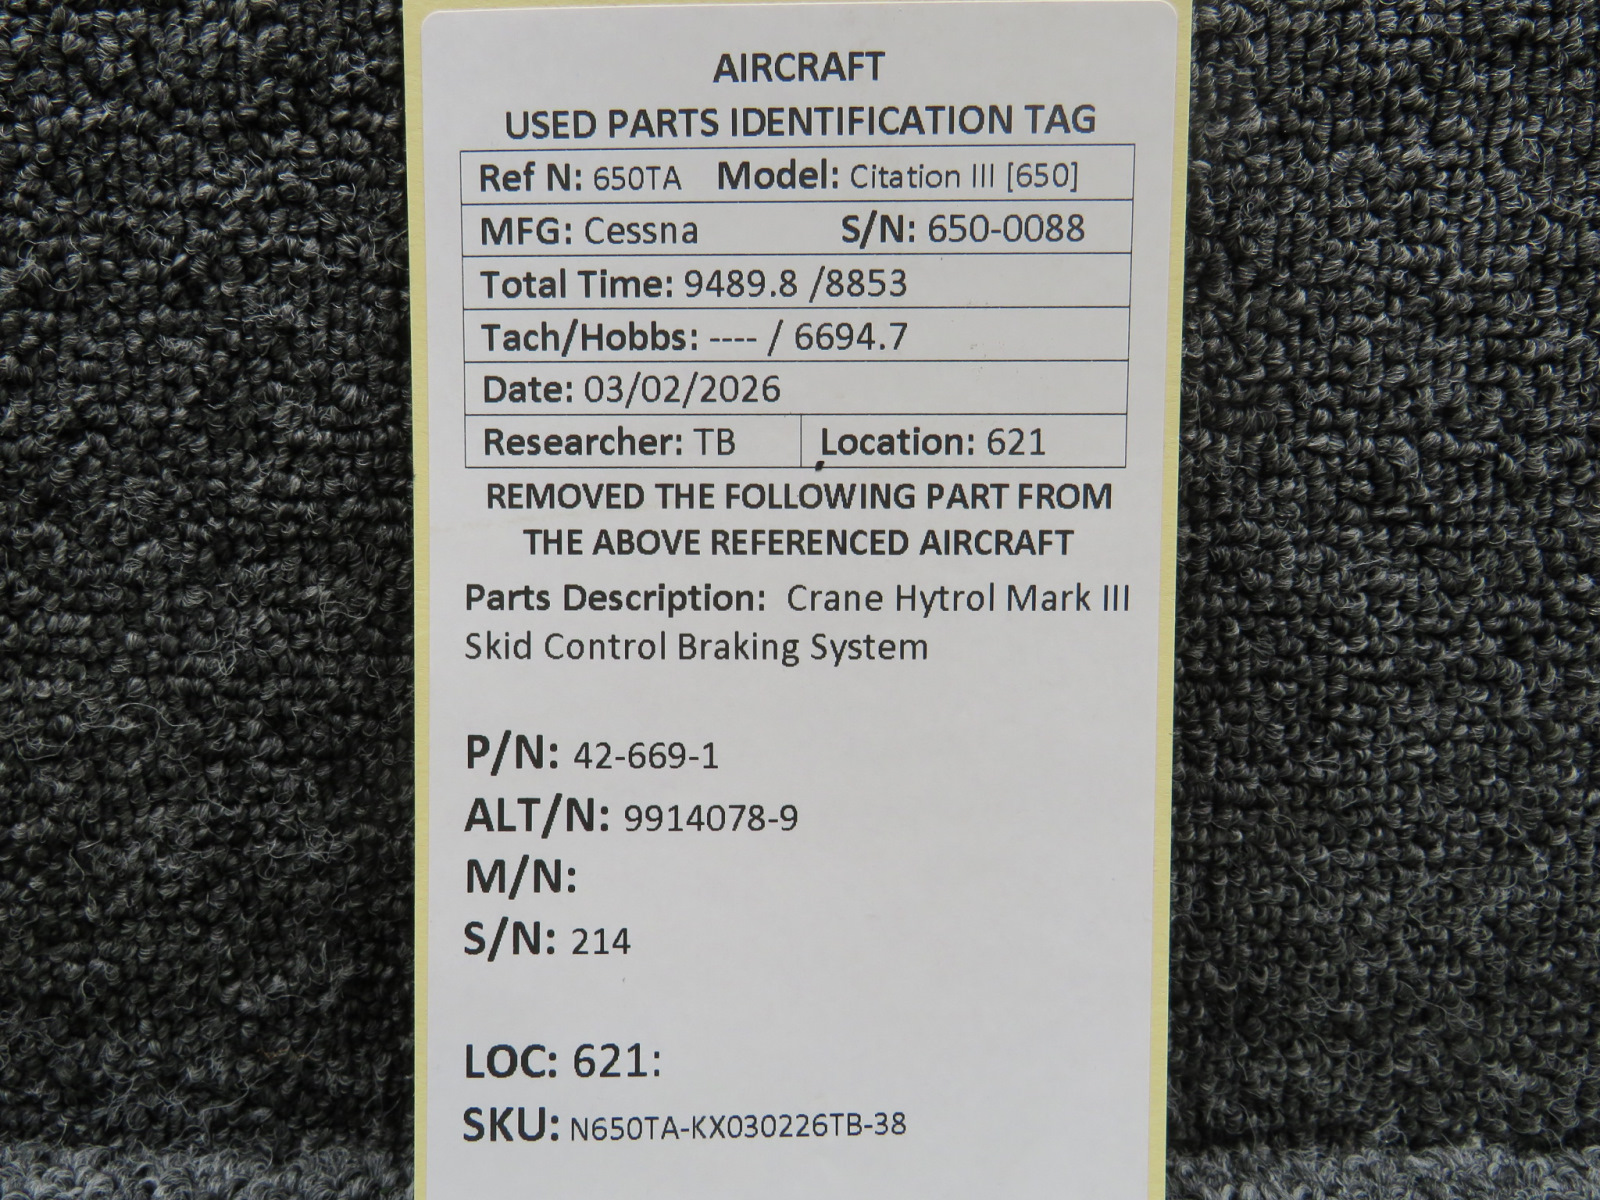 AIRCRAFT
USED PARTS IDENTIFICATION TAG
Ref N: 650TA Model: Citation III [650]
MFG: Cessna S/N: 650-0088
Total Time: 9489.8 /8853
Tach/Hobbs: ---- / 6694.7
Date: 03/02/2026
Researcher: TB Location: 621
REMOVED THE FOLLOWING PART FROM
THE ABOVE REFERENCED AIRCRAFT
Parts Description: Crane Hytrol Mark III
Skid Control Braking System
P/N: 42-669-1
ALT/N: 9914078-9
M/N:
S/N: 214
LOC: 621:
SKU: N650TA-KX030226TB-38